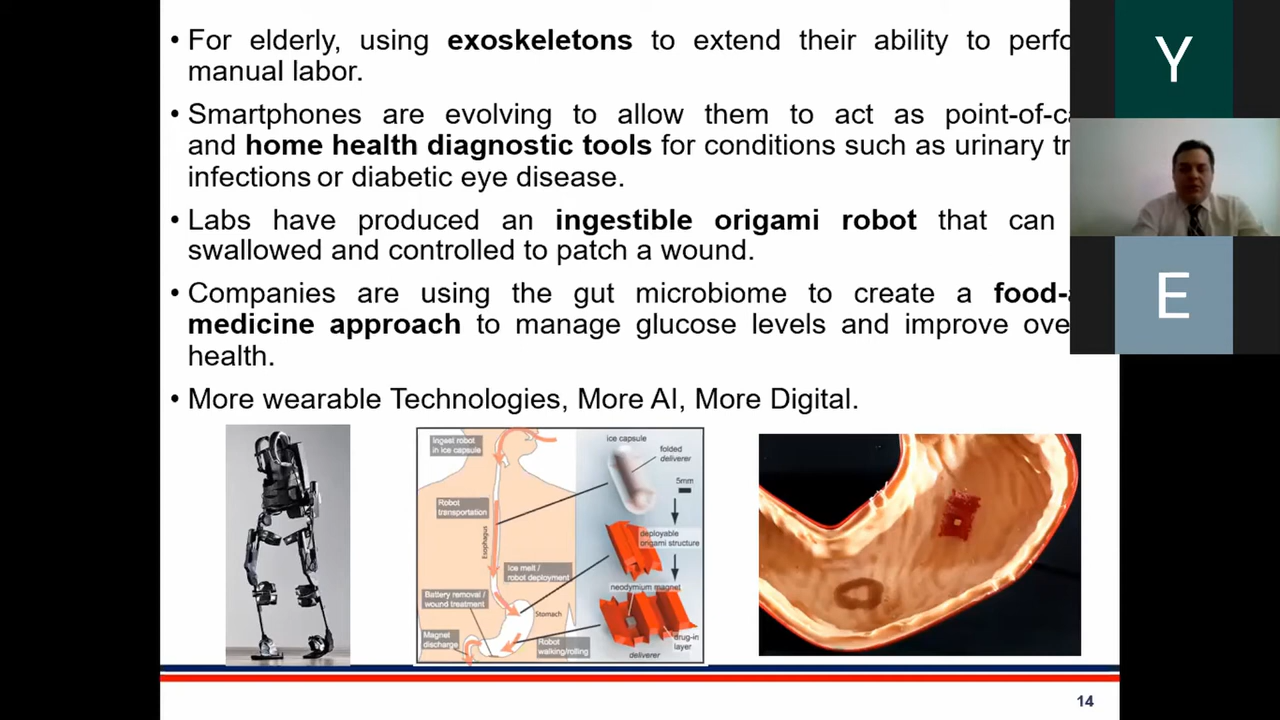 • For elderly, using exoskeletons to extend their ability to perfo
manual labor.
• Smartphones are evolving to allow them to act as point-of-ca
and home health diagnostic tools for conditions such as urinary tr
infections or diabetic eye disease.
• Labs have produced an ingestible origami robot that can
swallowed and controlled to patch a wound.
• Companies are using the gut microbiome to create a food-a
medicine approach to manage glucose levels and improve ove
health.
• More wearable Technologies, More AI, More Digital.
Ingest robot
in ice capsule
Robot
transportation
Esophagus
Ice melt /
robot deployment
Battery removal /
wound treatment
Stomach
Magnet
discharge
Robot
walking/rolling
ice capsule
folded
deliverer
5mm
deployable
origami structure
neodymium magnet
drug-in
layer
deliverer
14
Y
E